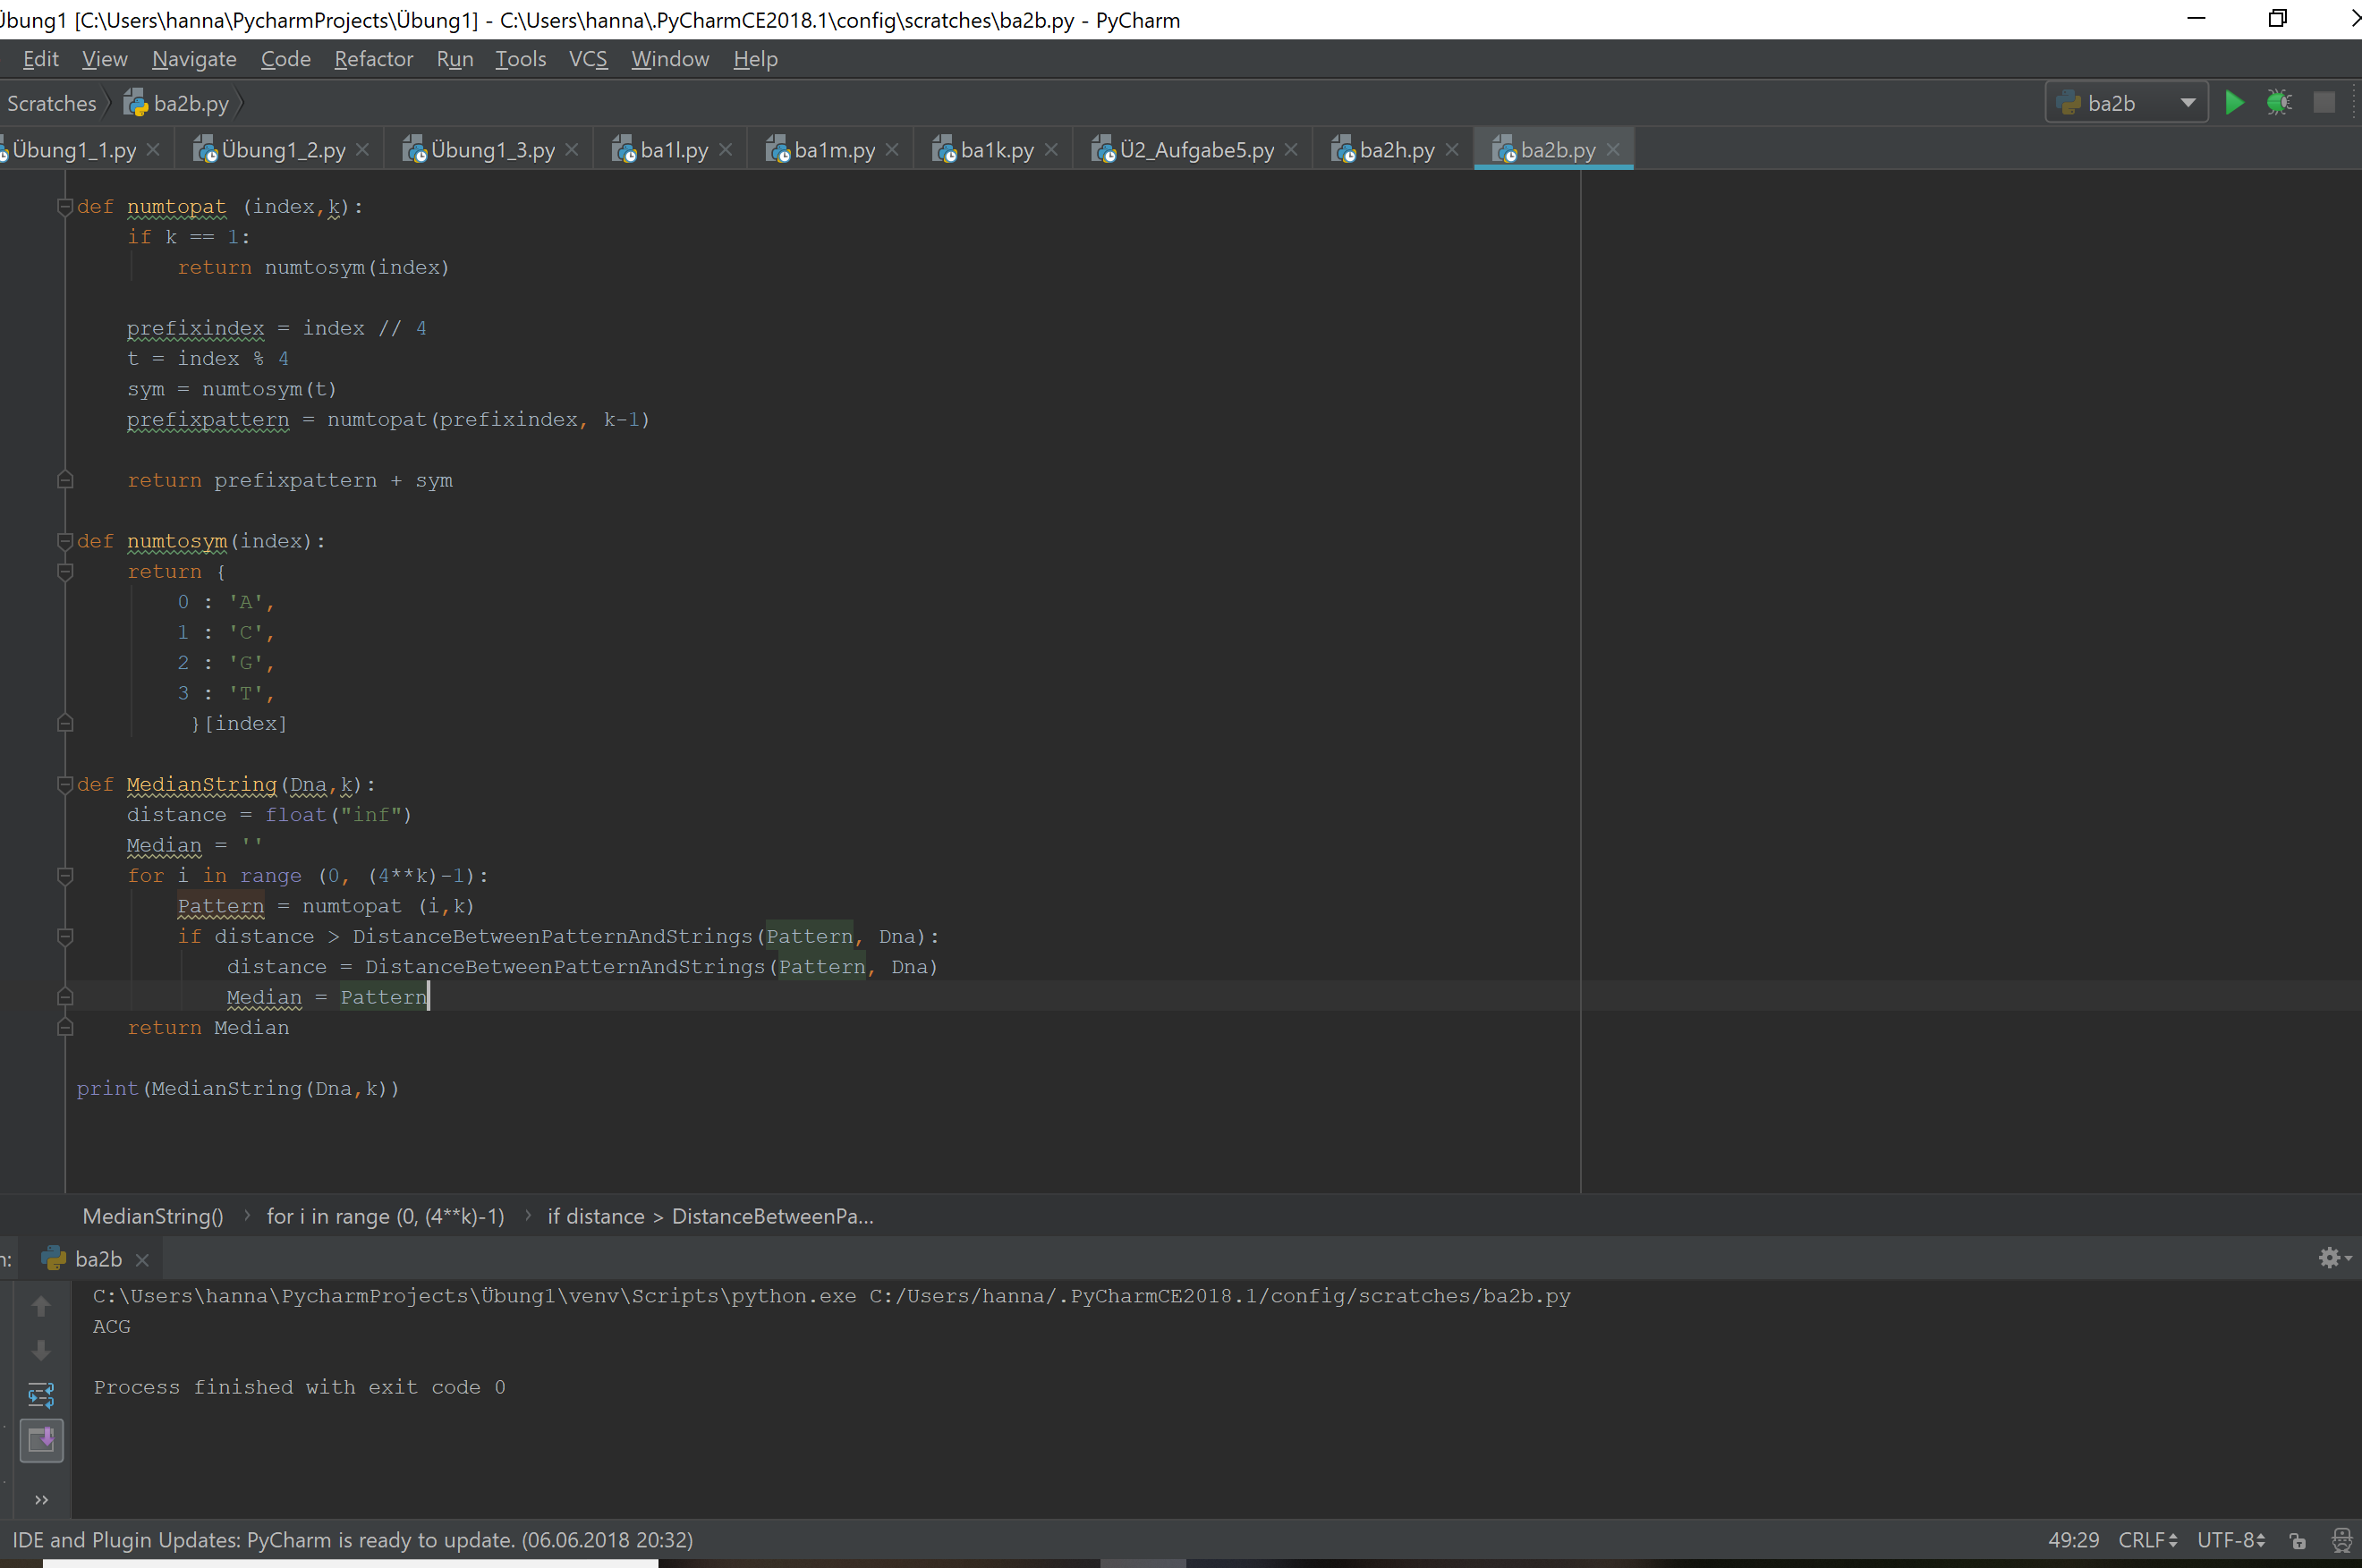 Übung1 [C:\Users\hanna\PycharmProjects\Übung1] - C:\Users\hanna\.PyCharmCE2018.1\config\scratches\ba2b.py - PyCharm
Edit View Navigate Code Refactor Run Tools VCS Window Help
Scratches ba2b.py ba2b
Übung1_1.py Übung1_2.py Übung1_3.py ba1l.py ba1m.py ba1k.py Ü2_Aufgabe5.py ba2h.py ba2b.py
def numtopat (index,k):
    if k == 1:
        return numtosym(index)
    prefixindex = index // 4
    t = index % 4
    sym = numtosym(t)
    prefixpattern = numtopat(prefixindex, k-1)
    return prefixpattern + sym
def numtosym(index):
    return {
        0 : 'A',
        1 : 'C',
        2 : 'G',
        3 : 'T',
         }[index]
def MedianString(Dna,k):
    distance = float("inf")
    Median = ''
    for i in range (0, (4**k)-1):
        Pattern = numtopat (i,k)
        if distance > DistanceBetweenPatternAndStrings(Pattern, Dna):
            distance = DistanceBetweenPatternAndStrings(Pattern, Dna)
            Median = Pattern
    return Median
print(MedianString(Dna,k))
MedianString() › for i in range (0, (4**k)-1) › if distance > DistanceBetweenPa...
n: ba2b
C:\Users\hanna\PycharmProjects\Übung1\venv\Scripts\python.exe C:/Users/hanna/.PyCharmCE2018.1/config/scratches/ba2b.py
ACG
Process finished with exit code 0
IDE and Plugin Updates: PyCharm is ready to update. (06.06.2018 20:32) 49:29 CRLF UTF-8